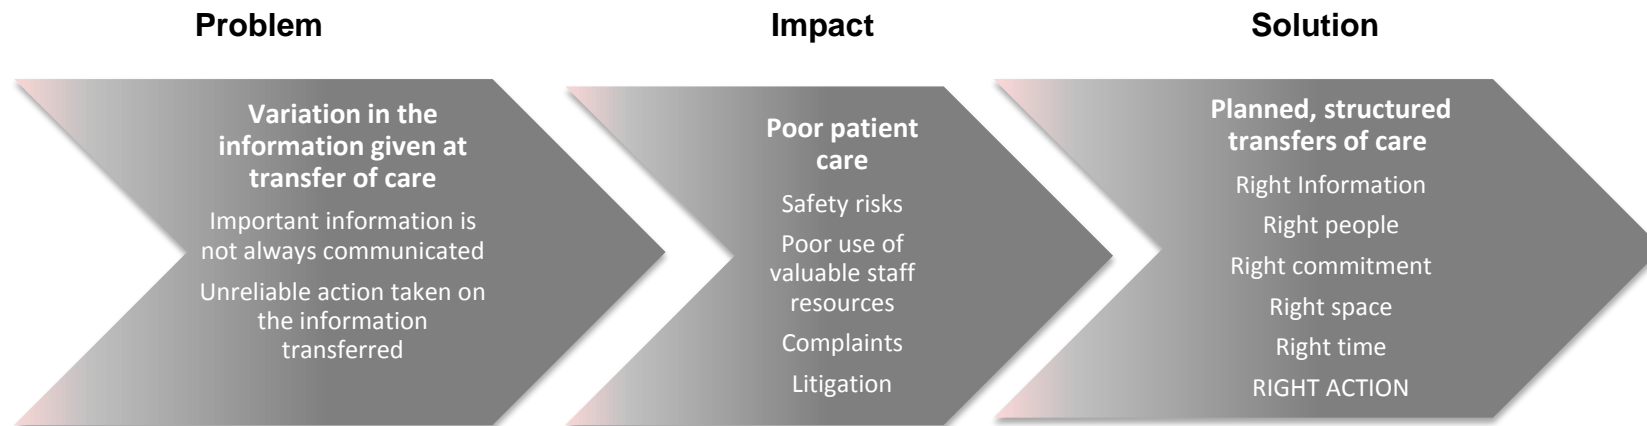 Problem
Variation in the
information given at
transfer of care
Important information is
not always communicated
Unreliable action taken on
the information
transferred
Impact
Poor patient
care
Safety risks
Poor use of
valuable staff
resources
Complaints
Litigation
Solution
Planned, structured
transfers of care
Right Information
Right people
Right commitment
Right space
Right time
RIGHT ACTION